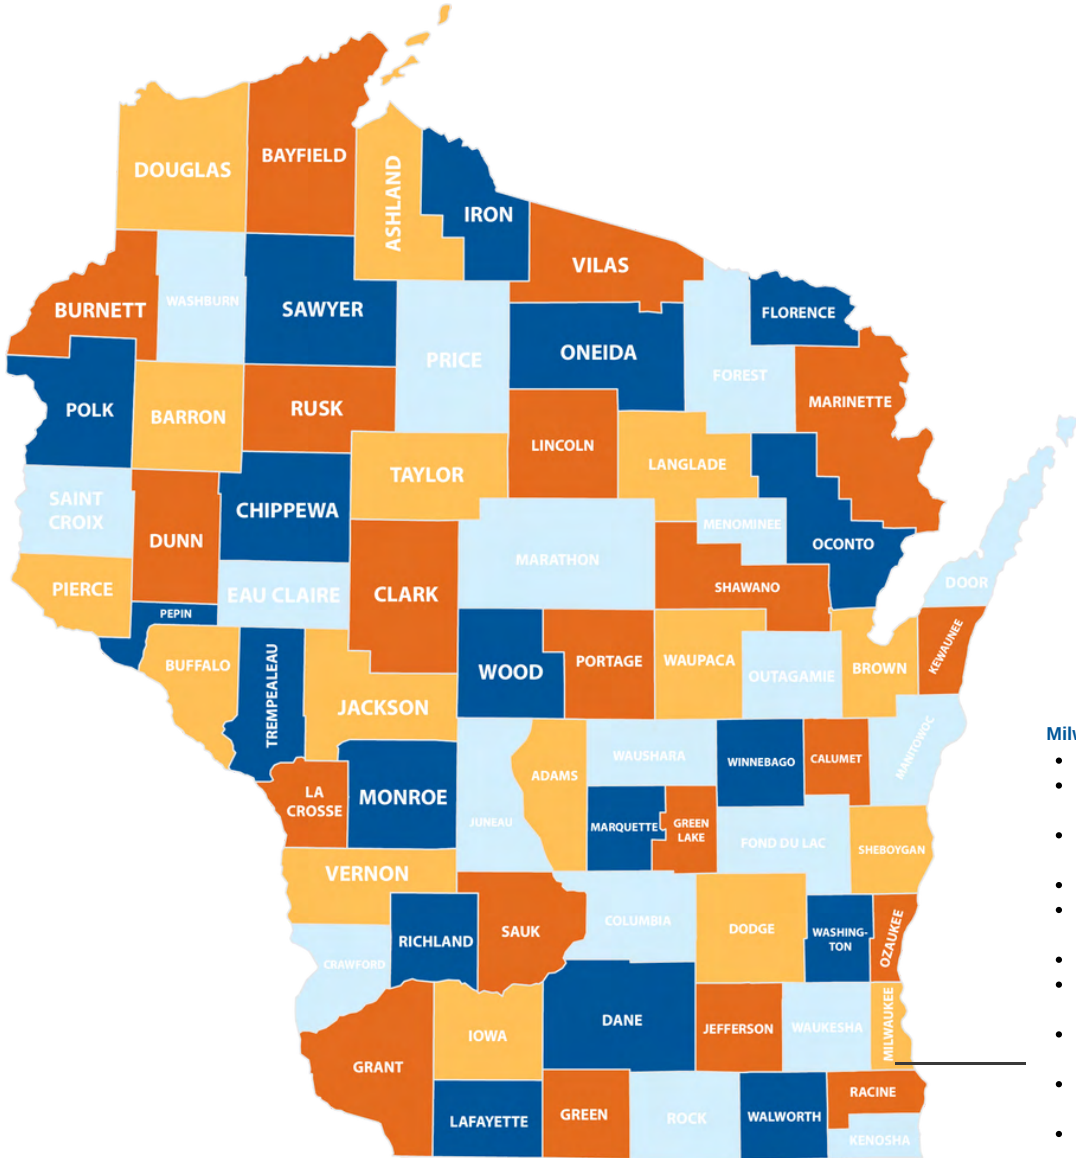 BAYFIELD
DOUGLAS
ASHLAND
IRON
VILAS
WASHBURN
BURNETT
SAWYER
FLORENCE
PRICE
ONEIDA
FOREST
POLK
BARRON
RUSK
MARINETTE
LINCOLN
TAYLOR
LANGLADE
SAINT
CROIX
CHIPPEWA
MENOMINEE
DUNN
MARATHON
OCONTO
DOOR
PIERCE
EAU CLAIRE
CLARK
SHAWANO
PEPIN
KEWAUNEE
BUFFALO
TREMPEALEAU
WOOD
PORTAGE
WAUPACA
OUTAGAMIE
BROWN
JACKSON
MANITOWOC
WAUSHARA
WINNEBAGO
CALUMET
ADAMS
LA
CROSSE
MONROE
JUNEAU
MARQUETTE
GREEN
LAKE
FOND DU LAC
SHEBOYGAN
VERNON
COLUMBIA
DODGE
WASHING-
TON
OZAUKEE
RICHLAND
SAUK
CRAWFORD
DANE
JEFFERSON
WAUKESHA
MILWAUKEE
IOWA
GRANT
RACINE
LAFAYETTE
GREEN
ROCK
WALWORTH
KENOSHA